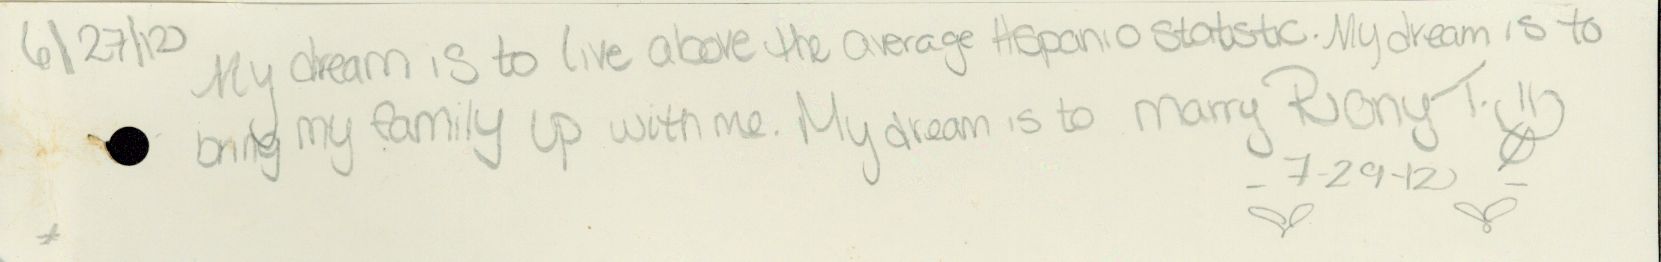 6/27/12 My dream is to live above the average Hispanic statistic. My dream is to
bring my family up with me. My dream is to marry Rony T.
- 7-29-12 -